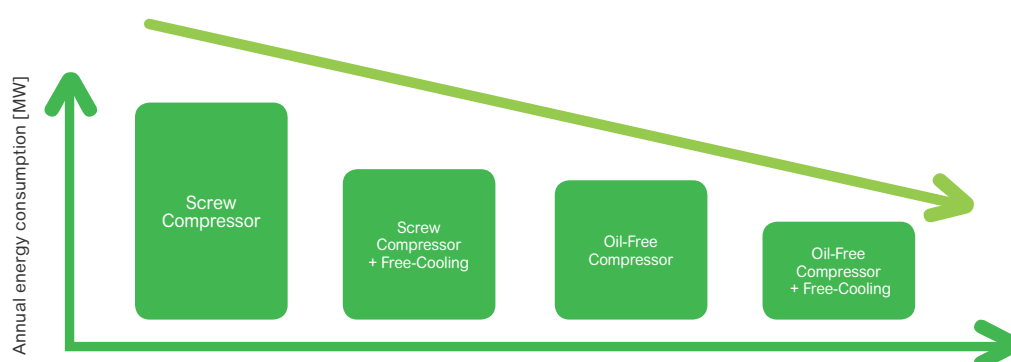 Annual energy consumption [MW]
Screw
Compressor
Screw
Compressor
+ Free-Cooling
Oil-Free
Compressor
Oil-Free
Compressor
+ Free-Cooling